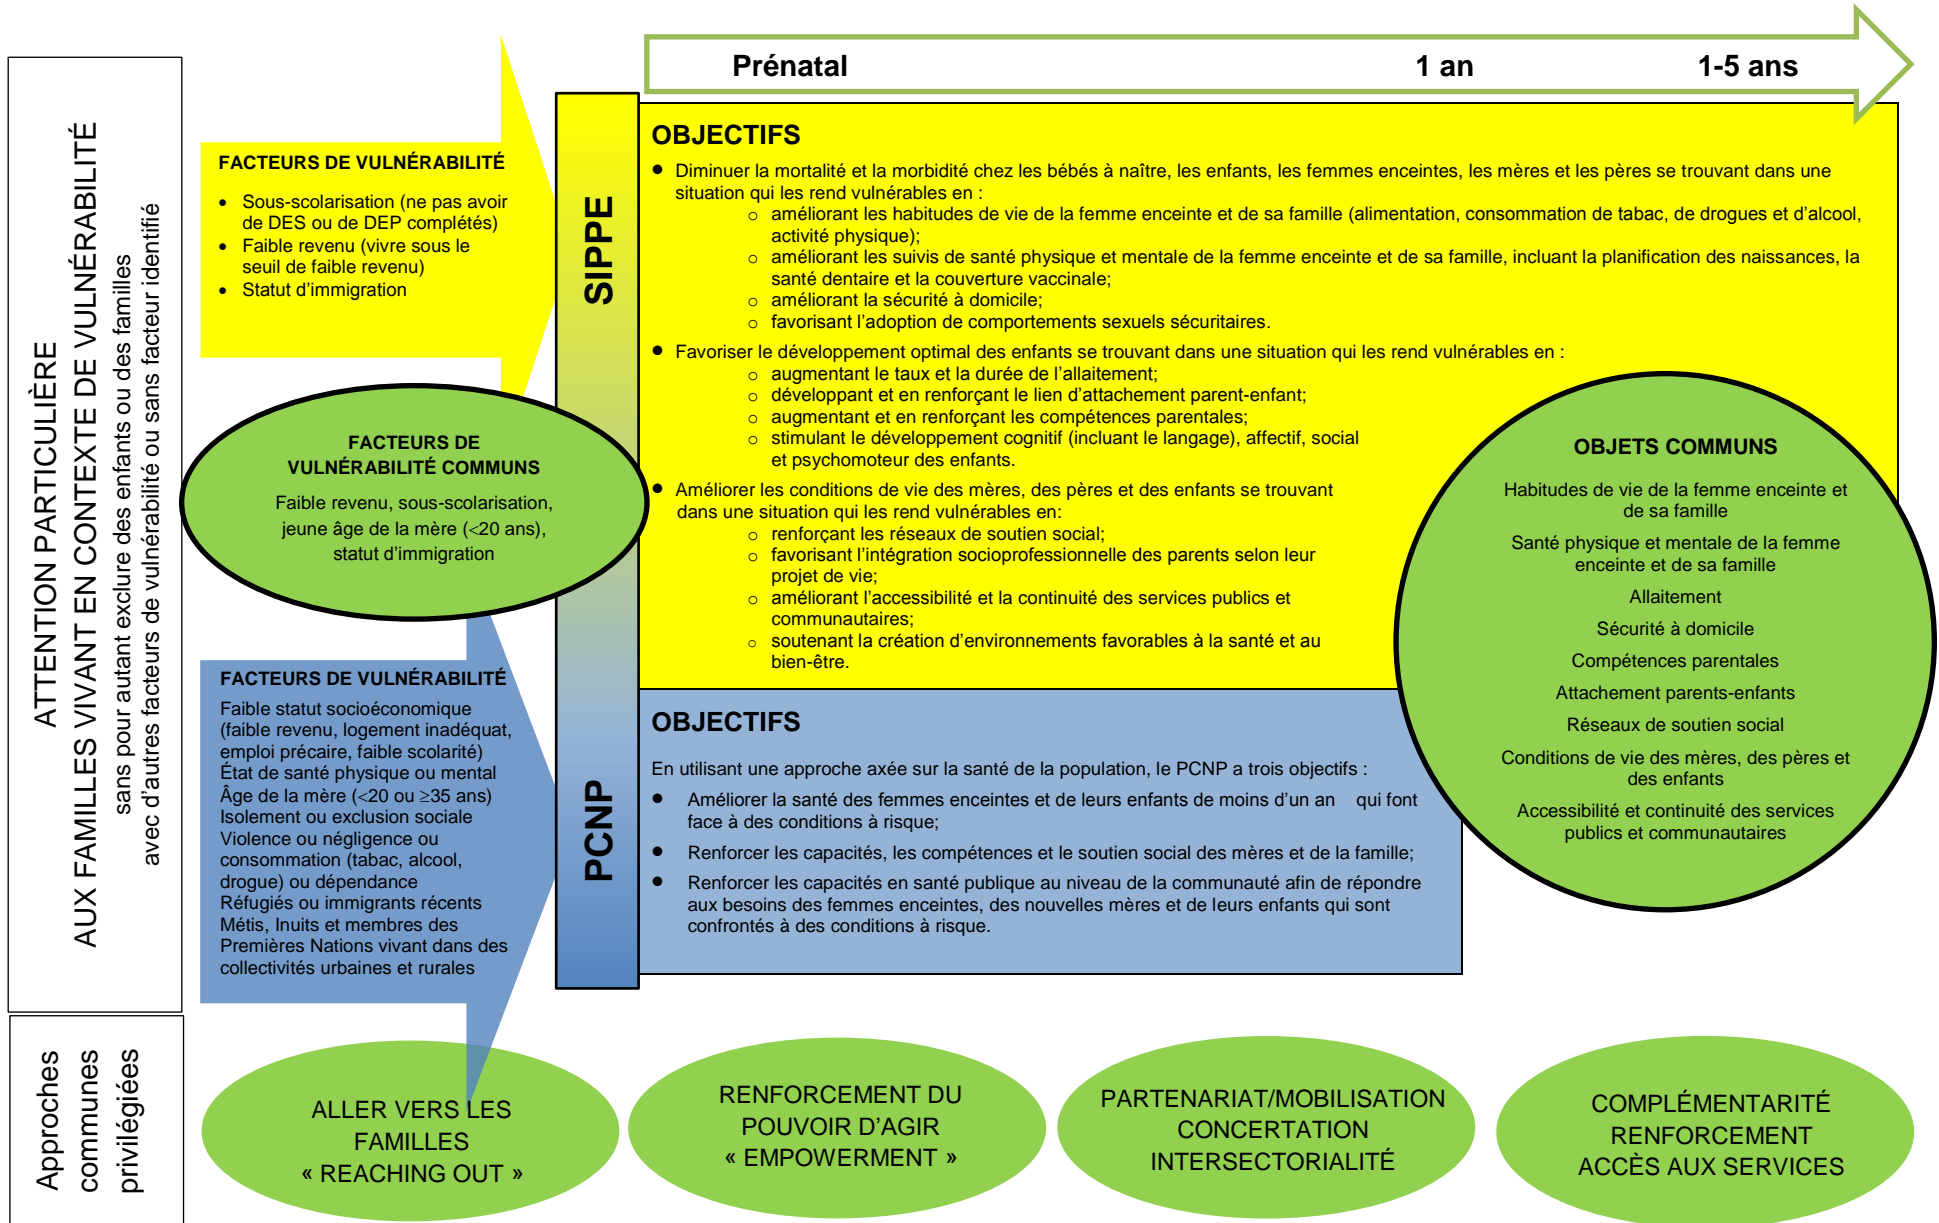 Prénatal
1 an
1-5 ans
ATTENTION PARTICULIÈRE
AUX FAMILLES VIVANT EN CONTEXTE DE VULNÉRABILITÉ
sans pour autant exclure des enfants ou des familles
avec d'autres facteurs de vulnérabilité ou sans facteur identifié
FACTEURS DE VULNÉRABILITÉ
• Sous-scolarisation (ne pas avoir
de DES ou de DEP complétés)
• Faible revenu (vivre sous le
seuil de faible revenu)
• Statut d'immigration
FACTEURS DE
VULNÉRABILITÉ COMMUNS
Faible revenu, sous-scolarisation,
jeune âge de la mère (<20 ans),
statut d'immigration
FACTEURS DE VULNÉRABILITÉ
Faible statut socioéconomique
(faible revenu, logement inadéquat,
emploi précaire, faible scolarité)
État de santé physique ou mental
Âge de la mère (<20 ou ≥35 ans)
Isolement ou exclusion sociale
Violence ou négligence ou
consommation (tabac, alcool,
drogue) ou dépendance
Réfugiés ou immigrants récents
Métis, Inuits et membres des
Premières Nations vivant dans des
collectivités urbaines et rurales
SIPPE
PCNP
OBJECTIFS
• Diminuer la mortalité et la morbidité chez les bébés à naître, les enfants, les femmes enceintes, les mères et les pères se trouvant dans une
situation qui les rend vulnérables en :
o améliorant les habitudes de vie de la femme enceinte et de sa famille (alimentation, consommation de tabac, de drogues et d'alcool,
activité physique);
o améliorant les suivis de santé physique et mentale de la femme enceinte et de sa famille, incluant la planification des naissances, la
santé dentaire et la couverture vaccinale;
o améliorant la sécurité à domicile;
o favorisant l'adoption de comportements sexuels sécuritaires.
• Favoriser le développement optimal des enfants se trouvant dans une situation qui les rend vulnérables en :
o augmentant le taux et la durée de l'allaitement;
o développant et en renforçant le lien d'attachement parent-enfant;
o augmentant et en renforçant les compétences parentales;
o stimulant le développement cognitif (incluant le langage), affectif, social
et psychomoteur des enfants.
• Améliorer les conditions de vie des mères, des pères et des enfants se trouvant
dans une situation qui les rend vulnérables en:
o renforçant les réseaux de soutien social;
o favorisant l'intégration socioprofessionnelle des parents selon leur
projet de vie;
o améliorant l'accessibilité et la continuité des services publics et
communautaires;
o soutenant la création d'environnements favorables à la santé et au
bien-être.
OBJECTIFS
En utilisant une approche axée sur la santé de la population, le PCNP a trois objectifs :
• Améliorer la santé des femmes enceintes et de leurs enfants de moins d'un an qui font
face à des conditions à risque;
• Renforcer les capacités, les compétences et le soutien social des mères et de la famille;
• Renforcer les capacités en santé publique au niveau de la communauté afin de répondre
aux besoins des femmes enceintes, des nouvelles mères et de leurs enfants qui sont
confrontés à des conditions à risque.
OBJETS COMMUNS
Habitudes de vie de la femme enceinte et
de sa famille
Santé physique et mentale de la femme
enceinte et de sa famille
Allaitement
Sécurité à domicile
Compétences parentales
Attachement parents-enfants
Réseaux de soutien social
Conditions de vie des mères, des pères et
des enfants
Accessibilité et continuité des services
publics et communautaires
Approches
communes
privilégiées
ALLER VERS LES
FAMILLES
« REACHING OUT »
RENFORCEMENT DU
POUVOIR D'AGIR
« EMPOWERMENT »
PARTENARIAT/MOBILISATION
CONCERTATION
INTERSECTORIALITÉ
COMPLÉMENTARITÉ
RENFORCEMENT
ACCÈS AUX SERVICES